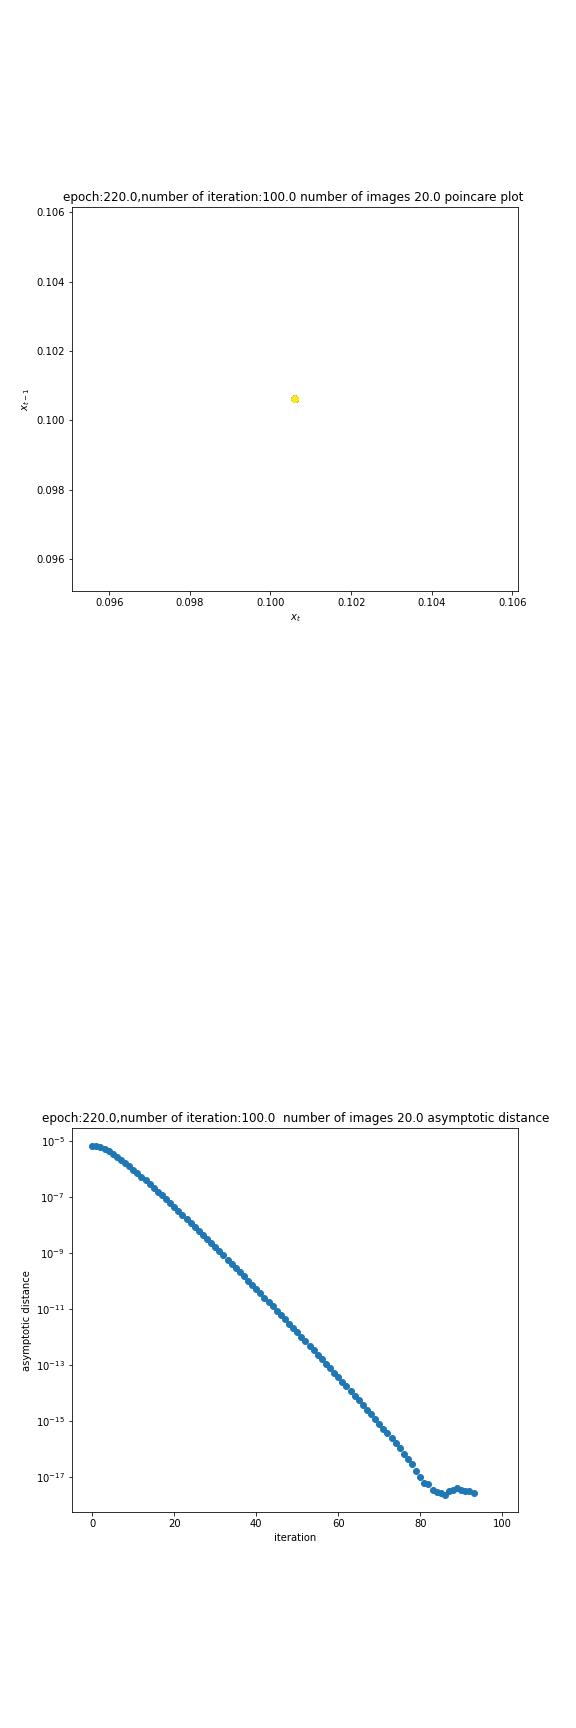 epoch:220.0,number of iteration:100.0 number of images 20.0 poincare plot
0.106
0.104
0.102
0.100
0.098
0.096
x_{t-1}
0.096 0.098 0.100 0.102 0.104 0.106
x_t
epoch:220.0,number of iteration:100.0  number of images 20.0 asymptotic distance
10^{-5}
10^{-7}
10^{-9}
10^{-11}
10^{-13}
10^{-15}
10^{-17}
asymptotic distance
0 20 40 60 80 100
iteration